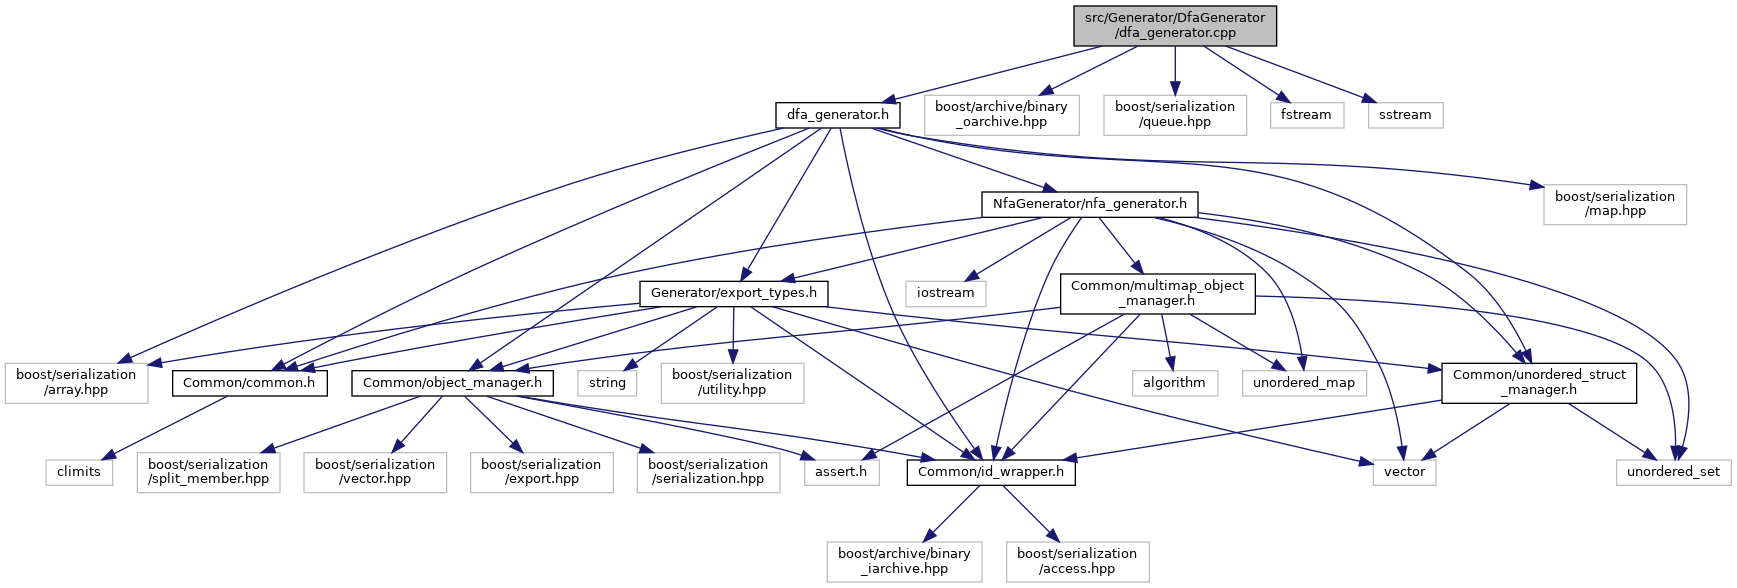 src/Generator/DfaGenerator
/dfa_generator.cpp
dfa_generator.h
boost/archive/binary
_oarchive.hpp
boost/serialization
/queue.hpp
fstream
sstream
NfaGenerator/nfa_generator.h
boost/serialization
/map.hpp
Generator/export_types.h
iostream
Common/multimap_object
_manager.h
boost/serialization
/array.hpp
Common/common.h
Common/object_manager.h
string
boost/serialization
/utility.hpp
algorithm
unordered_map
Common/unordered_struct
_manager.h
climits
boost/serialization
/split_member.hpp
boost/serialization
/vector.hpp
boost/serialization
/export.hpp
boost/serialization
/serialization.hpp
assert.h
Common/id_wrapper.h
vector
unordered_set
boost/archive/binary
_iarchive.hpp
boost/serialization
/access.hpp